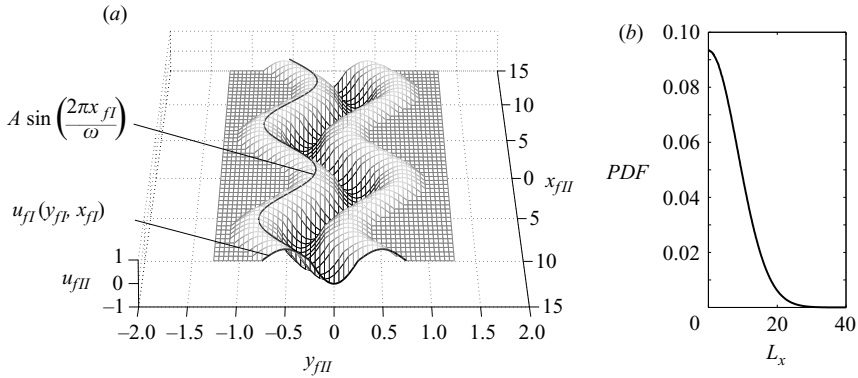 (a)
A sin(2πx_fI/ω)
u_fI(y_fI, x_fI)
u_fII
1
0
–1
–2.0 –1.5 –1.0 –0.5 0 0.5 1.0 1.5 2.0
y_fII
15
10
5
0
5
10
15
x_fII
(b)
PDF
0.10
0.08
0.06
0.04
0.02
0 20 40
L_x